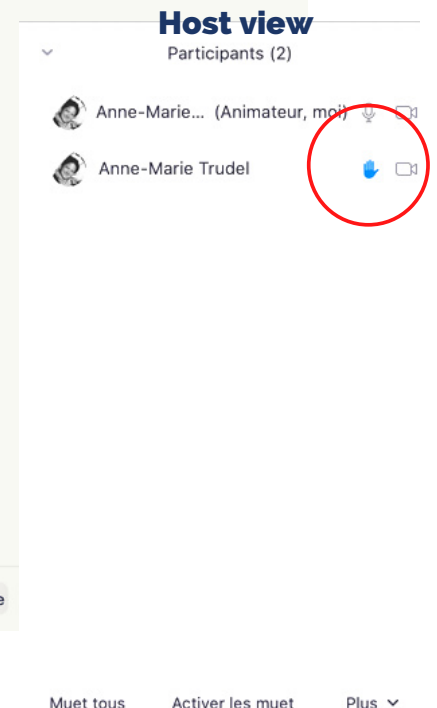 Host view
Participants (2)
Anne-Marie... (Animateur, moi)
Anne-Marie Trudel
e
Muet tous Activer les muet Plus